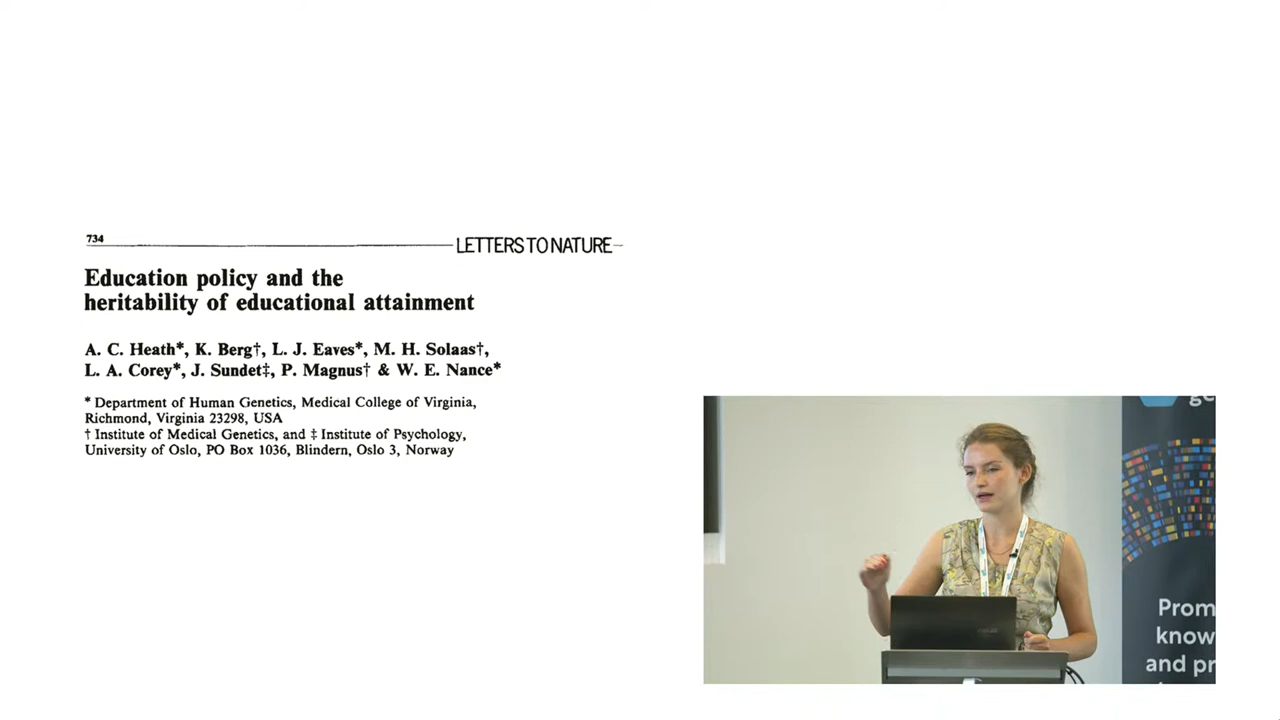 734
LETTERS TO NATURE
Education policy and the
heritability of educational attainment
A. C. Heath*, K. Berg†, L. J. Eaves*, M. H. Solaas†,
L. A. Corey*, J. Sundet‡, P. Magnus† & W. E. Nance*
* Department of Human Genetics, Medical College of Virginia,
Richmond, Virginia 23298, USA
† Institute of Medical Genetics, and ‡ Institute of Psychology,
University of Oslo, PO Box 1036, Blindern, Oslo 3, Norway
ge
Prom
know
and pr